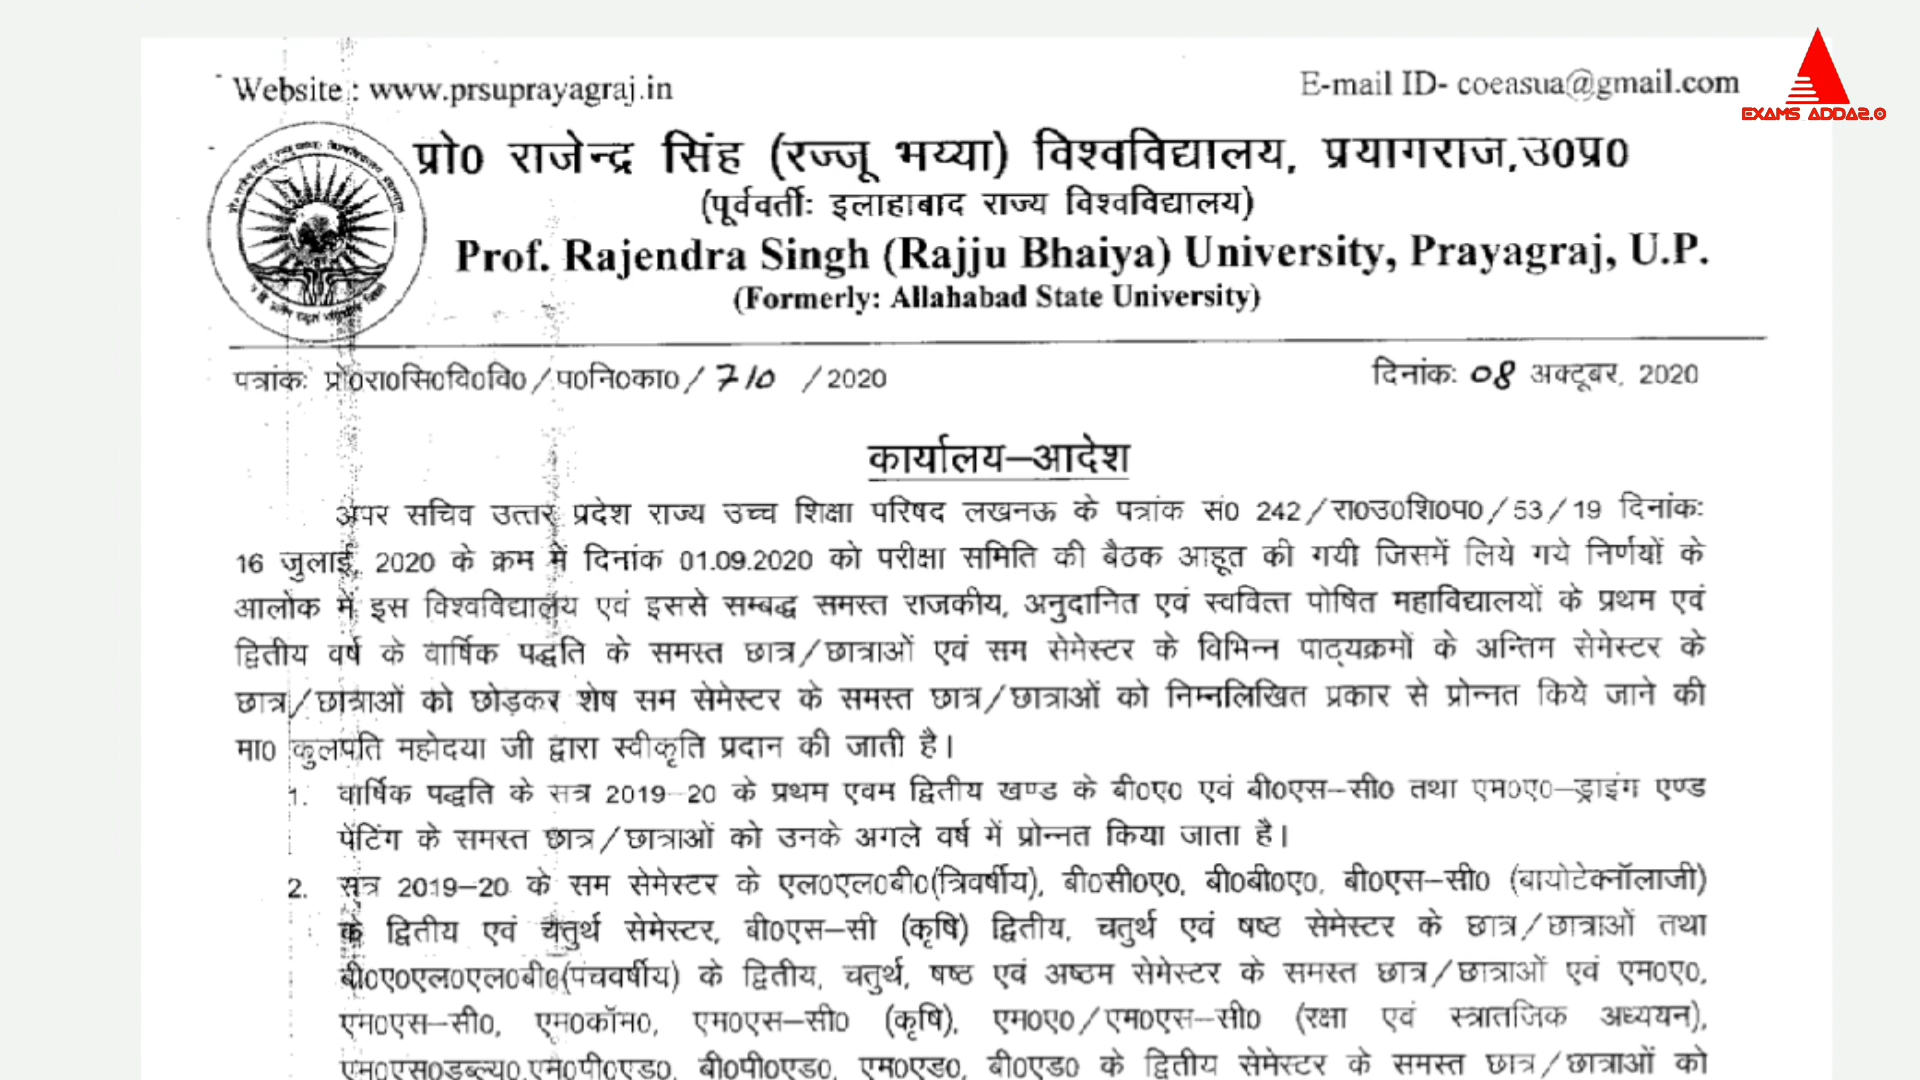 Website : www.prsuprayagraj.in
E-mail ID- coeasua@gmail.com
EXAMS ADDA2.0
प्रो0 राजेन्द्र सिंह (रज्जू भय्या) विश्वविद्यालय, प्रयागराज,उ0प्र0
(पूर्ववर्तीः इलाहाबाद राज्य विश्वविद्यालय)
Prof. Rajendra Singh (Rajju Bhaiya) University, Prayagraj, U.P.
(Formerly: Allahabad State University)
पत्रांकः प्रो0रा0सि0वि0वि0/प0नि0का0/710 /2020
दिनांकः 08 अक्टूबर, 2020
कार्यालय–आदेश
अपर सचिव उत्तर प्रदेश राज्य उच्च शिक्षा परिषद लखनऊ के पत्रांक सं0 242/रा0उ0शि0प0/53/19 दिनांकः
16 जुलाई, 2020 के क्रम में दिनांक 01.09.2020 को परीक्षा समिति की बैठक आहूत की गयी जिसमें लिये गये निर्णयों के
आलोक में इस विश्वविद्यालय एवं इससे सम्बद्ध समस्त राजकीय, अनुदानित एवं स्ववित्त पोषित महाविद्यालयों के प्रथम एवं
द्वितीय वर्ष के वार्षिक पद्धति के समस्त छात्र/छात्राओं एवं सम सेमेस्टर के विभिन्न पाठ्यक्रमों के अन्तिम सेमेस्टर के
छात्र/छात्राओं को छोड़कर शेष सम सेमेस्टर के समस्त छात्र/छात्राओं को निम्नलिखित प्रकार से प्रोन्नत किये जाने की
मा0 कुलपति महोदया जी द्वारा स्वीकृति प्रदान की जाती है।
1. वार्षिक पद्धति के सत्र 2019–20 के प्रथम एवम द्वितीय खण्ड के बी0ए0 एवं बी0एस–सी0 तथा एम0ए0–ड्राइंग एण्ड
पेंटिंग के समस्त छात्र/छात्राओं को उनके अगले वर्ष में प्रोन्नत किया जाता है।
2. सत्र 2019–20 के सम सेमेस्टर के एल0एल0बी0(त्रिवर्षीय), बी0सी0ए0, बी0बी0ए0, बी0एस–सी0 (बायोटेक्नॉलाजी)
के द्वितीय एवं चतुर्थ सेमेस्टर, बी0एस–सी (कृषि) द्वितीय, चतुर्थ एवं षष्ठ सेमेस्टर के छात्र/छात्राओं तथा
बी0ए0एल0एल0बी0(पंचवर्षीय) के द्वितीय, चतुर्थ, षष्ठ एवं अष्ठम सेमेस्टर के समस्त छात्र/छात्राओं एवं एम0ए0,
एम0एस–सी0, एम0कॉम0, एम0एस–सी0 (कृषि), एम0ए0/एम0एस–सी0 (रक्षा एवं स्त्रातजिक अध्ययन),
एम0एस0डब्ल्यू0,एम0पी0एड0, बी0पी0एड0, एम0एड0, बी0एड0 के द्वितीय सेमेस्टर के समस्त छात्र/छात्राओं को